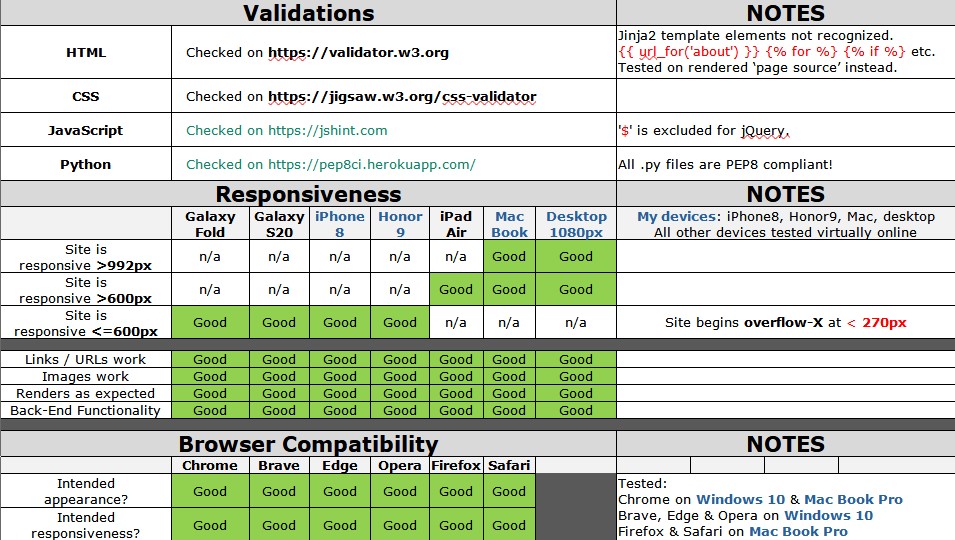 Validations NOTES
HTML Checked on https://validator.w3.org Jinja2 template elements not recognized.
{{ url_for('about') }} {% for %} {% if %} etc.
Tested on rendered ‘page source’ instead.
CSS Checked on https://jigsaw.w3.org/css-validator
JavaScript Checked on https://jshint.com '$' is excluded for jQuery.
Python Checked on https://pep8ci.herokuapp.com/ All .py files are PEP8 compliant!
Responsiveness NOTES
Galaxy Galaxy iPhone Honor iPad Mac Desktop My devices: iPhone8, Honor9, Mac, desktop
Fold S20 8 9 Air Book 1080px All other devices tested virtually online
Site is
responsive >992px n/a n/a n/a n/a n/a Good Good
Site is
responsive >600px n/a n/a n/a n/a Good Good Good
Site is
responsive <=600px Good Good Good Good n/a n/a n/a Site begins overflow-X at < 270px
Links / URLs work Good Good Good Good Good Good Good
Images work Good Good Good Good Good Good Good
Renders as expected Good Good Good Good Good Good Good
Back-End Functionality Good Good Good Good Good Good Good
Browser Compatibility NOTES
Chrome Brave Edge Opera Firefox Safari
Intended
appearance? Good Good Good Good Good Good
Tested:
Chrome on Windows 10 & Mac Book Pro
Intended
responsiveness? Good Good Good Good Good Good
Brave, Edge & Opera on Windows 10
Firefox & Safari on Mac Book Pro